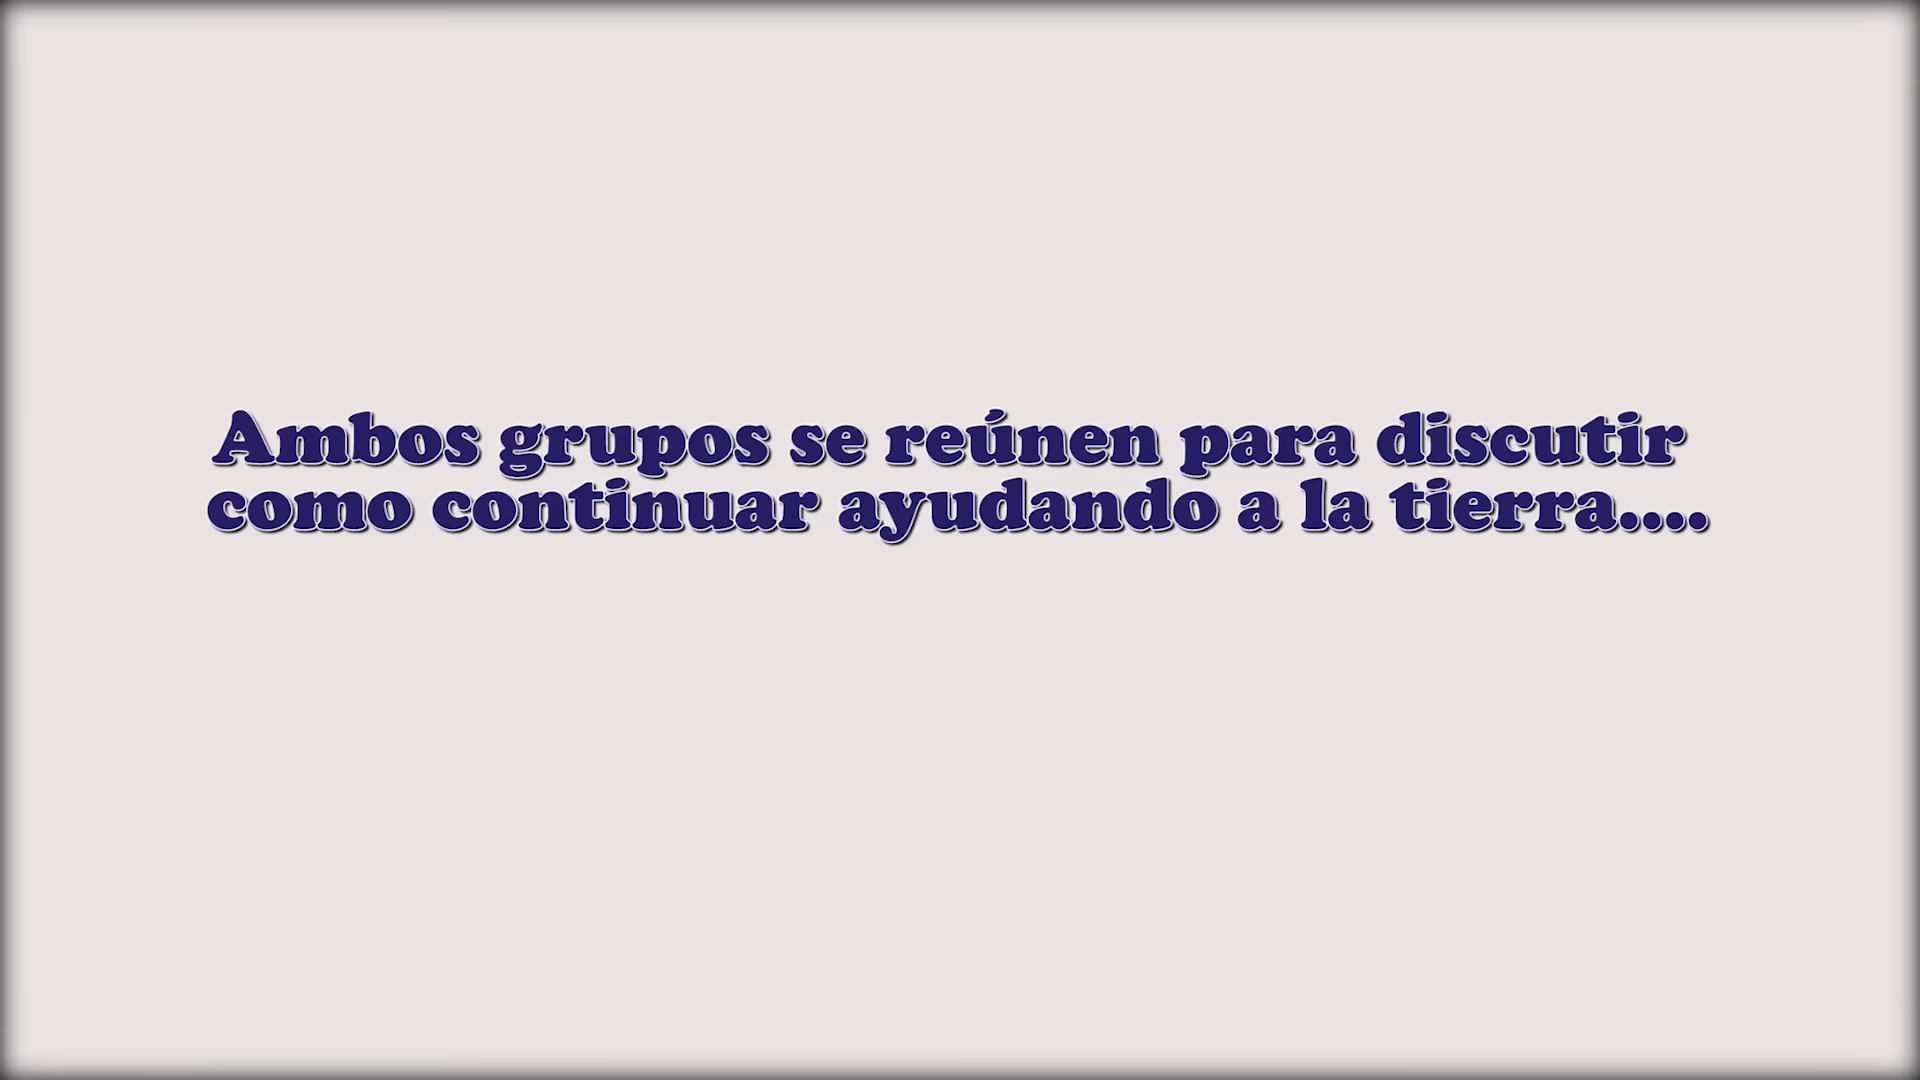 Ambos grupos se reúnen para discutir
como continuar ayudando a la tierra....